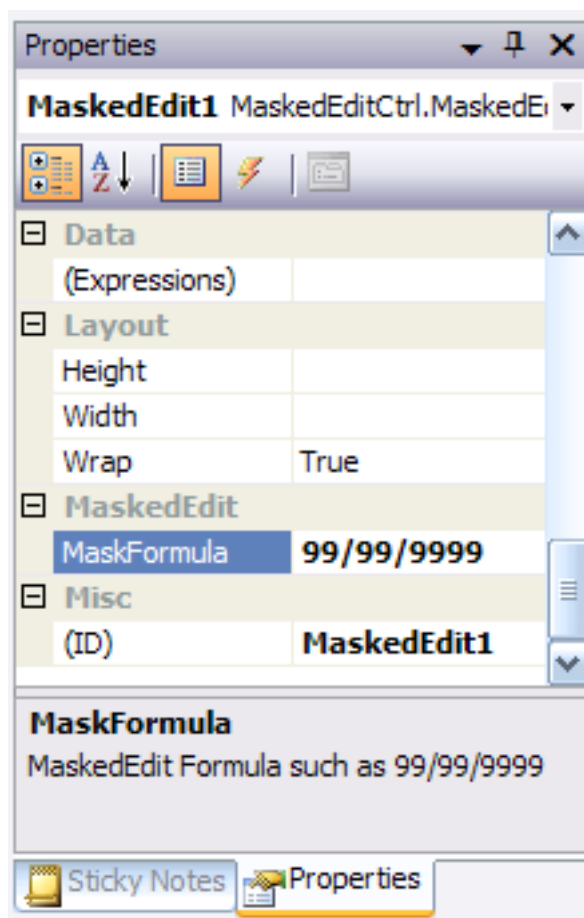 Properties
MaskedEdit1 MaskedEditCtrl.MaskedE
Data
(Expressions)
Layout
Height
Width
Wrap True
MaskedEdit
MaskFormula 99/99/9999
Misc
(ID) MaskedEdit1
MaskFormula
MaskedEdit Formula such as 99/99/9999
Sticky Notes Properties